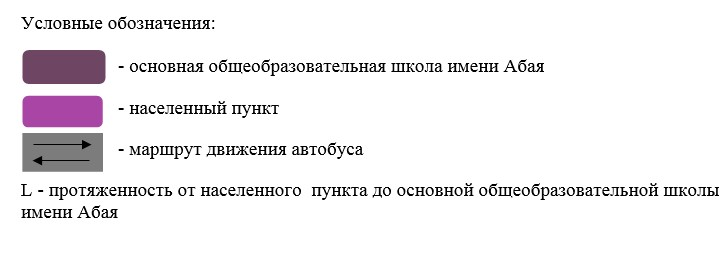 Условные обозначения:
- основная общеобразовательная школа имени Абая
- населенный пункт
- маршрут движения автобуса
L - протяженность от населенного пункта до основной общеобразовательной школы
имени Абая